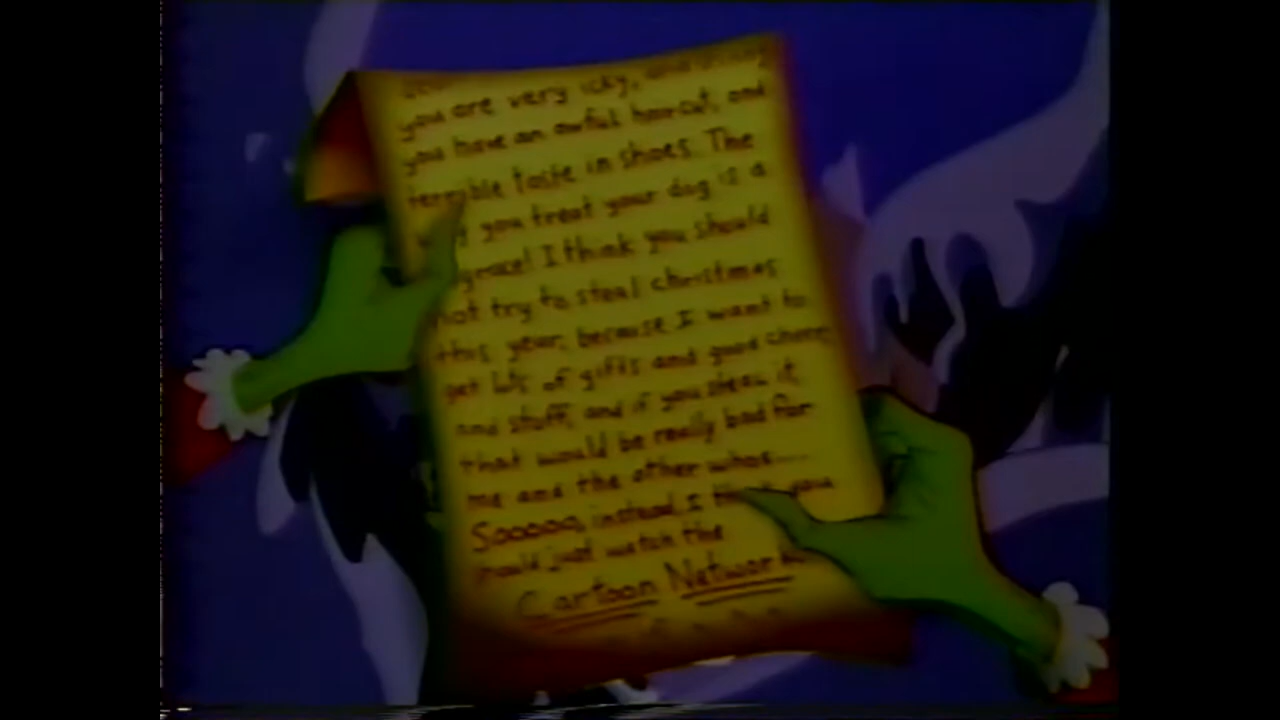 you are very icky,
you have an awful haircut, and
terrible taste in shoes. The
you treat your dog is a
I think you should
not try to steal christmas
this year, because I want to
get lots of gifts and good cheer,
and stuff, and if you steal it,
that would be really bad for
me and the other whos....
Sooooo, instead I think you
just watch the
Cartoon Network